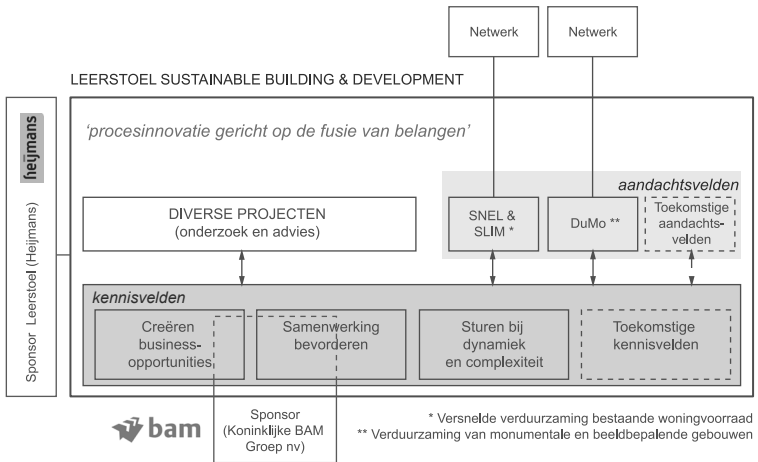 Netwerk
Netwerk
LEERSTOEL SUSTAINABLE BUILDING & DEVELOPMENT
heijmans
Sponsor Leerstoel (Heijmans)
'procesinnovatie gericht op de fusie van belangen'
aandachtsvelden
DIVERSE PROJECTEN
(onderzoek en advies)
SNEL &
SLIM *
DuMo **
Toekomstige
aandachts-
velden
kennisvelden
Creëren
business-
opportunities
Samenwerking
bevorderen
Sturen bij
dynamiek
en complexiteit
Toekomstige
kennisvelden
bam
Sponsor
(Koninklijke BAM
Groep nv)
* Versnelde verduurzaming bestaande woningvoorraad
** Verduurzaming van monumentale en beeldbepalende gebouwen